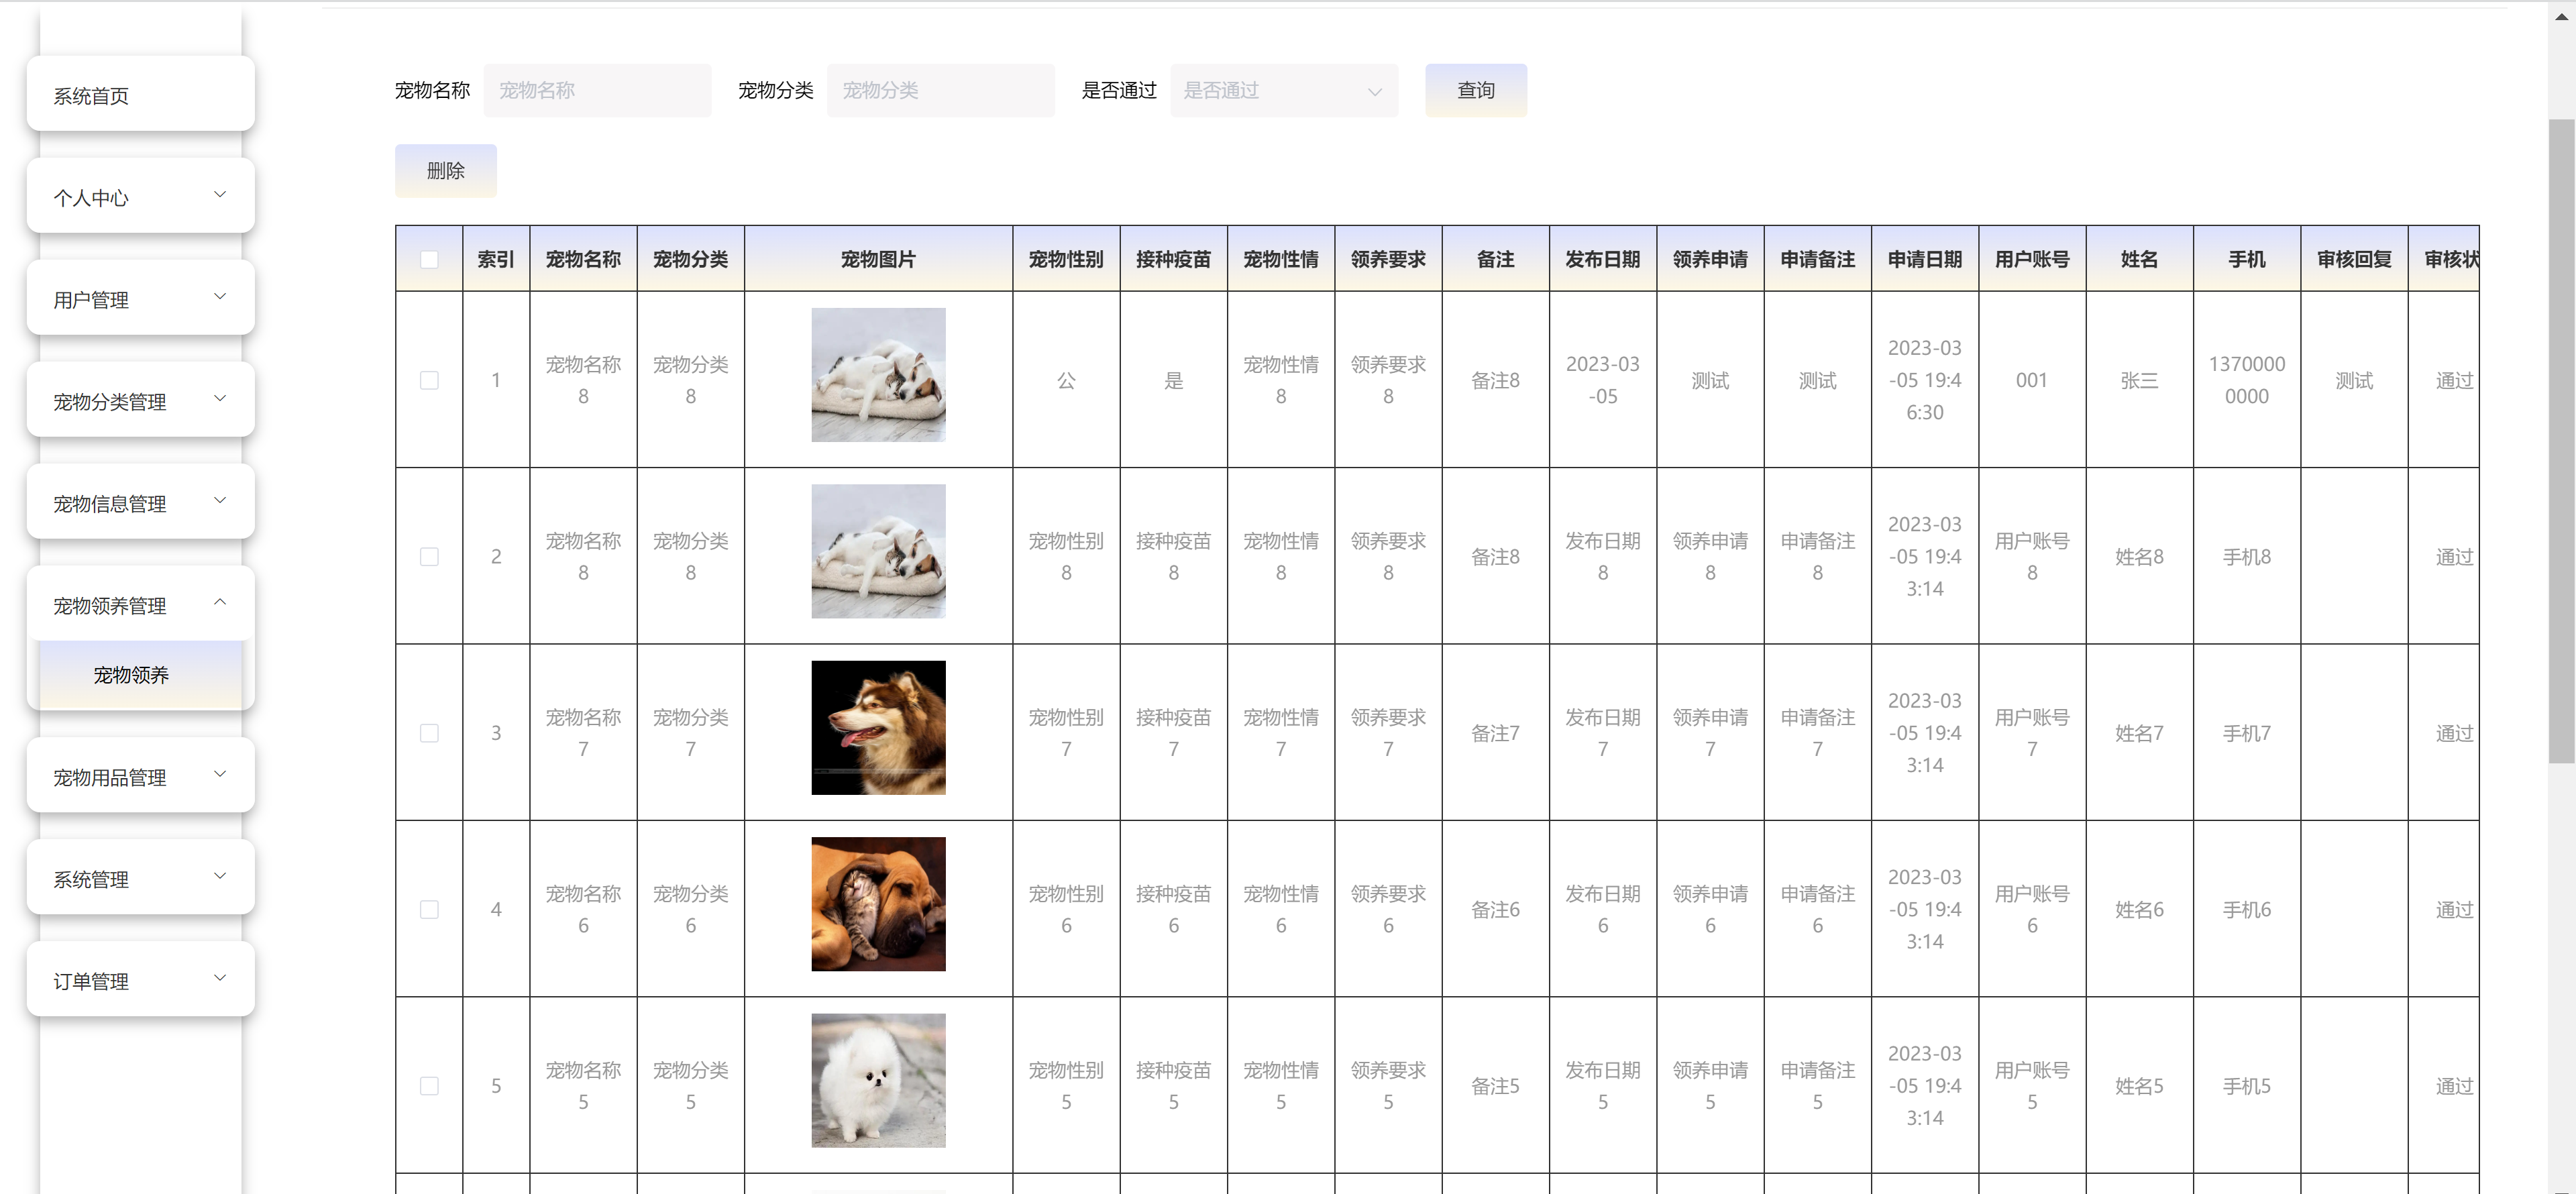 系统首页
个人中心
用户管理
宠物分类管理
宠物信息管理
宠物领养管理
宠物领养
宠物用品管理
系统管理
订单管理
宠物名称 宠物名称 宠物分类 宠物分类 是否通过 是否通过 查询
删除
索引 宠物名称 宠物分类 宠物图片 宠物性别 接种疫苗 宠物性情 领养要求 备注 发布日期 领养申请 申请备注 申请日期 用户账号 姓名 手机 审核回复 审核状
1 宠物名称8 宠物分类8 公 是 宠物性情8 领养要求8 备注8 2023-03-05 测试 测试 2023-03-05 19:46:30 001 张三 13700000000 测试 通过
2 宠物名称8 宠物分类8 宠物性别8 接种疫苗8 宠物性情8 领养要求8 备注8 发布日期8 领养申请8 申请备注8 2023-03-05 19:43:14 用户账号8 姓名8 手机8 通过
3 宠物名称7 宠物分类7 宠物性别7 接种疫苗7 宠物性情7 领养要求7 备注7 发布日期7 领养申请7 申请备注7 2023-03-05 19:43:14 用户账号7 姓名7 手机7 通过
4 宠物名称6 宠物分类6 宠物性别6 接种疫苗6 宠物性情6 领养要求6 备注6 发布日期6 领养申请6 申请备注6 2023-03-05 19:43:14 用户账号6 姓名6 手机6 通过
5 宠物名称5 宠物分类5 宠物性别5 接种疫苗5 宠物性情5 领养要求5 备注5 发布日期5 领养申请5 申请备注5 2023-03-05 19:43:14 用户账号5 姓名5 手机5 通过